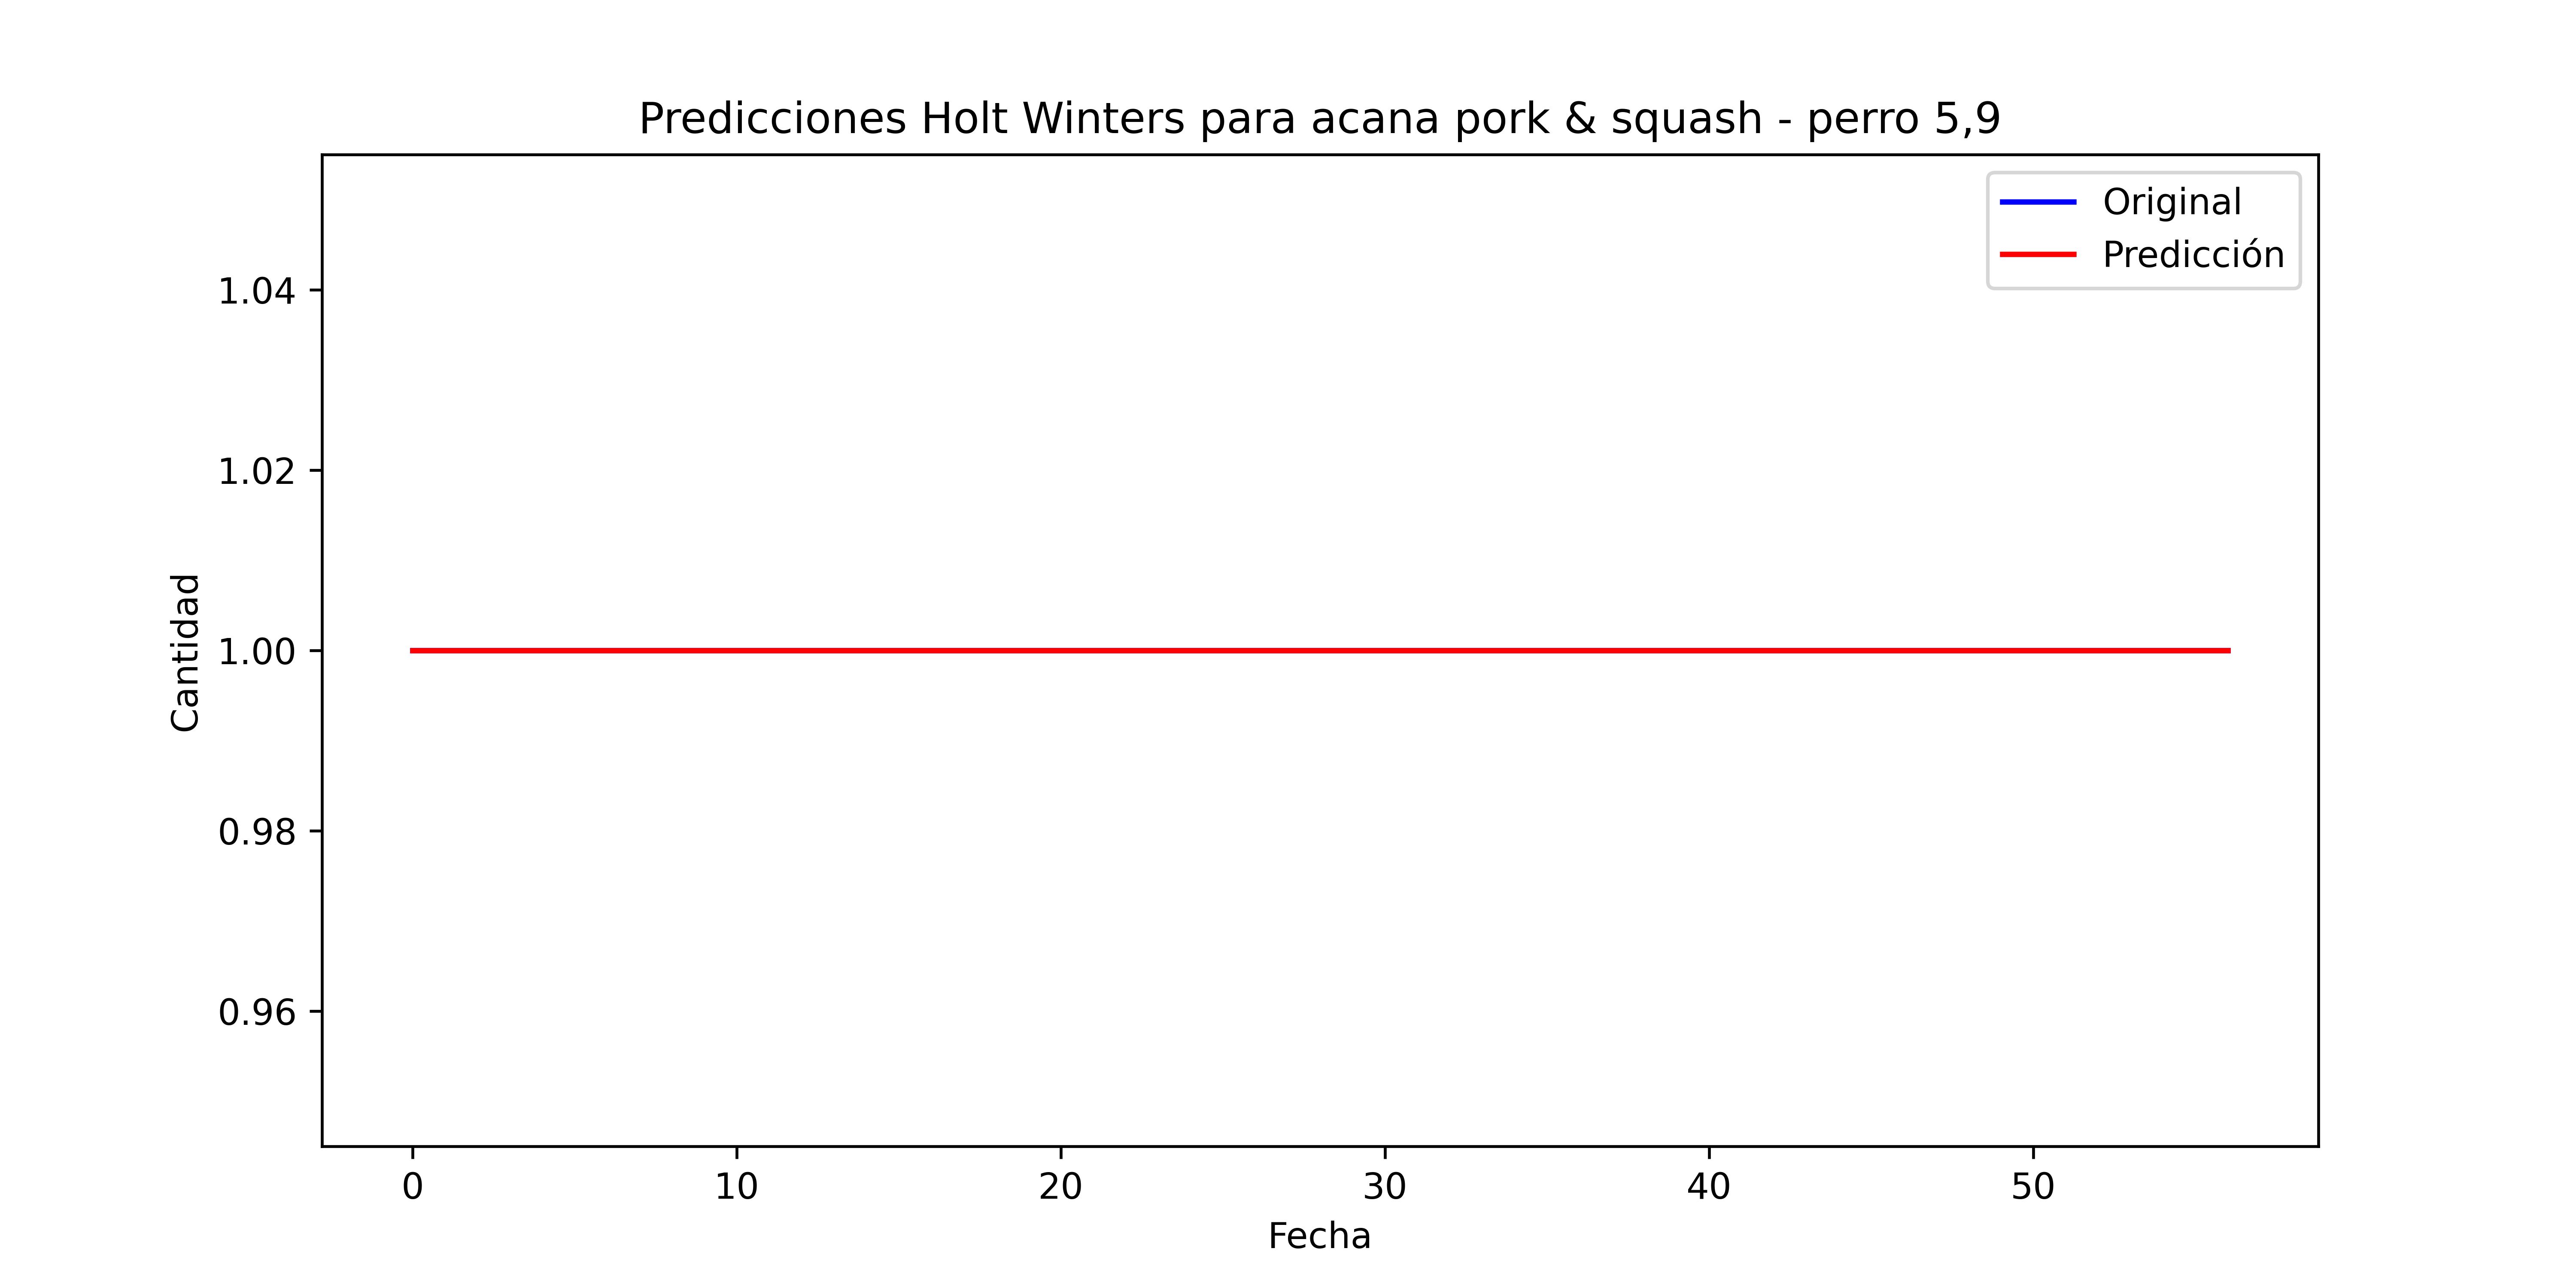 Predicciones Holt Winters para acana pork & squash - perro 5,9
Original
Predicción
1.04
1.02
1.00
0.98
0.96
Cantidad
0 10 20 30 40 50
Fecha